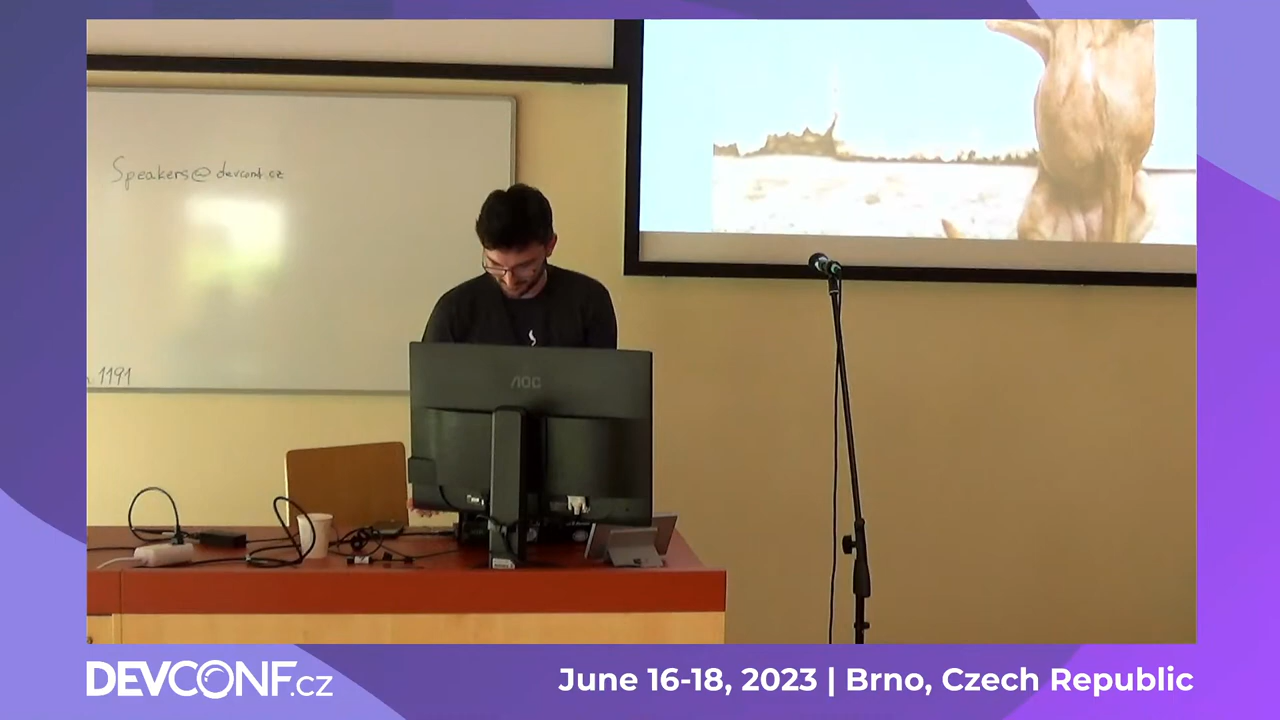 Speakers@devconf.cz
1191
AOC
DEVCONF.CZ
June 16-18, 2023 | Brno, Czech Republic